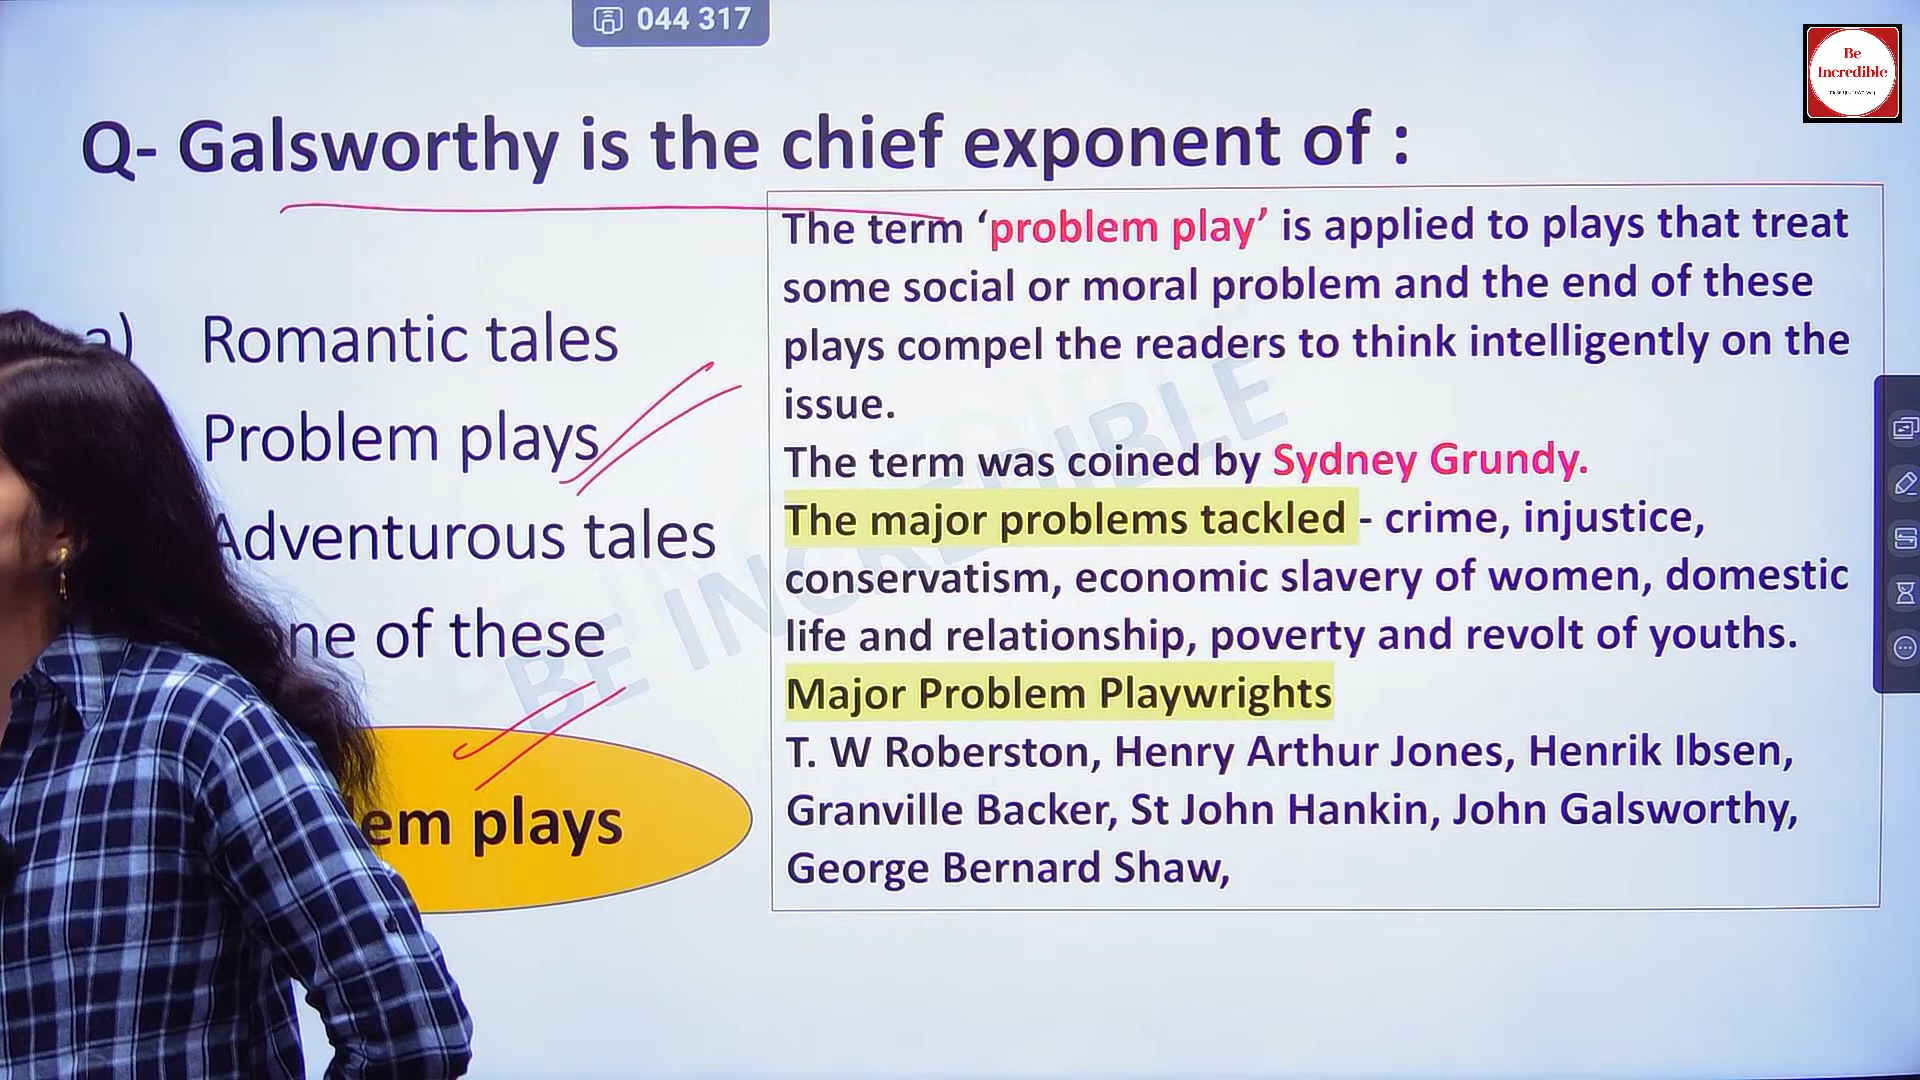 044 317
Be
Incredible
Q- Galsworthy is the chief exponent of :
a) Romantic tales
Problem plays
Adventurous tales
ne of these
em plays
The term ‘problem play’ is applied to plays that treat
some social or moral problem and the end of these
plays compel the readers to think intelligently on the
issue.
The term was coined by Sydney Grundy.
The major problems tackled - crime, injustice,
conservatism, economic slavery of women, domestic
life and relationship, poverty and revolt of youths.
Major Problem Playwrights
T. W Roberston, Henry Arthur Jones, Henrik Ibsen,
Granville Backer, St John Hankin, John Galsworthy,
George Bernard Shaw,
BE INCREDIBLE